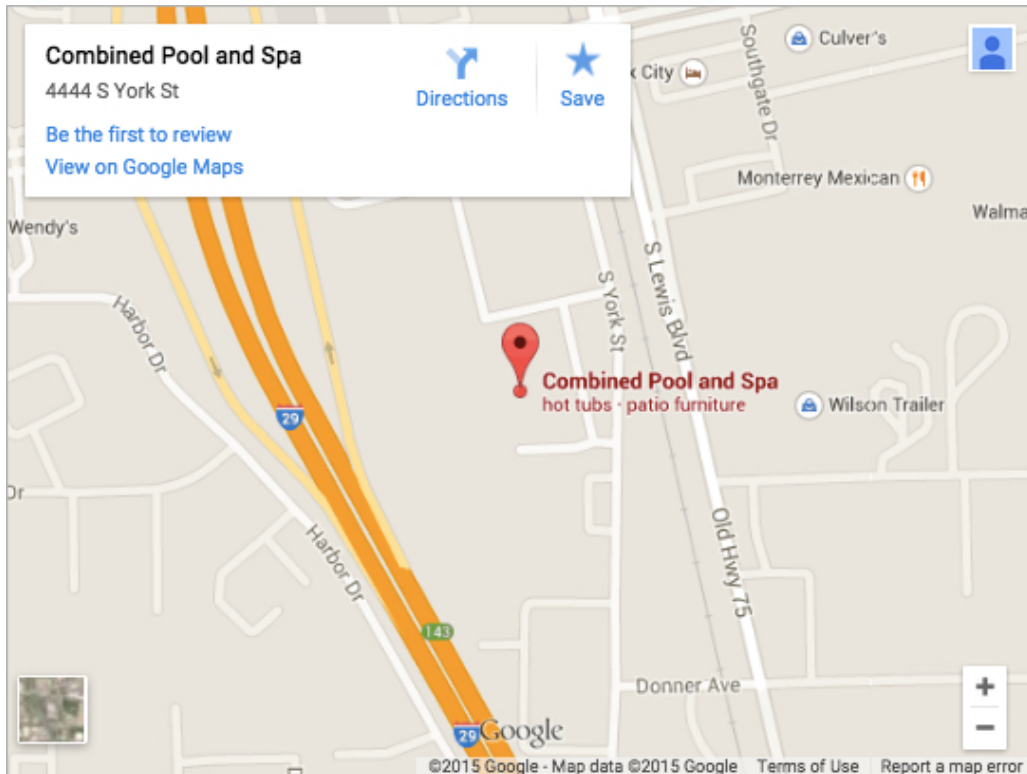 Combined Pool and Spa
4444 S York St
Be the first to review
View on Google Maps
Directions
Save
Culver's
x City
Southgate Dr
Monterrey Mexican
Walma
Wendy's
Harbor Dr
S York St
S Lewis Blvd
29
Combined Pool and Spa
hot tubs · patio furniture
Wilson Trailer
Dr
Harbor Dr
Old Hwy 75
143
Donner Ave
+
−
29
Google
©2015 Google - Map data ©2015 Google Terms of Use Report a map error